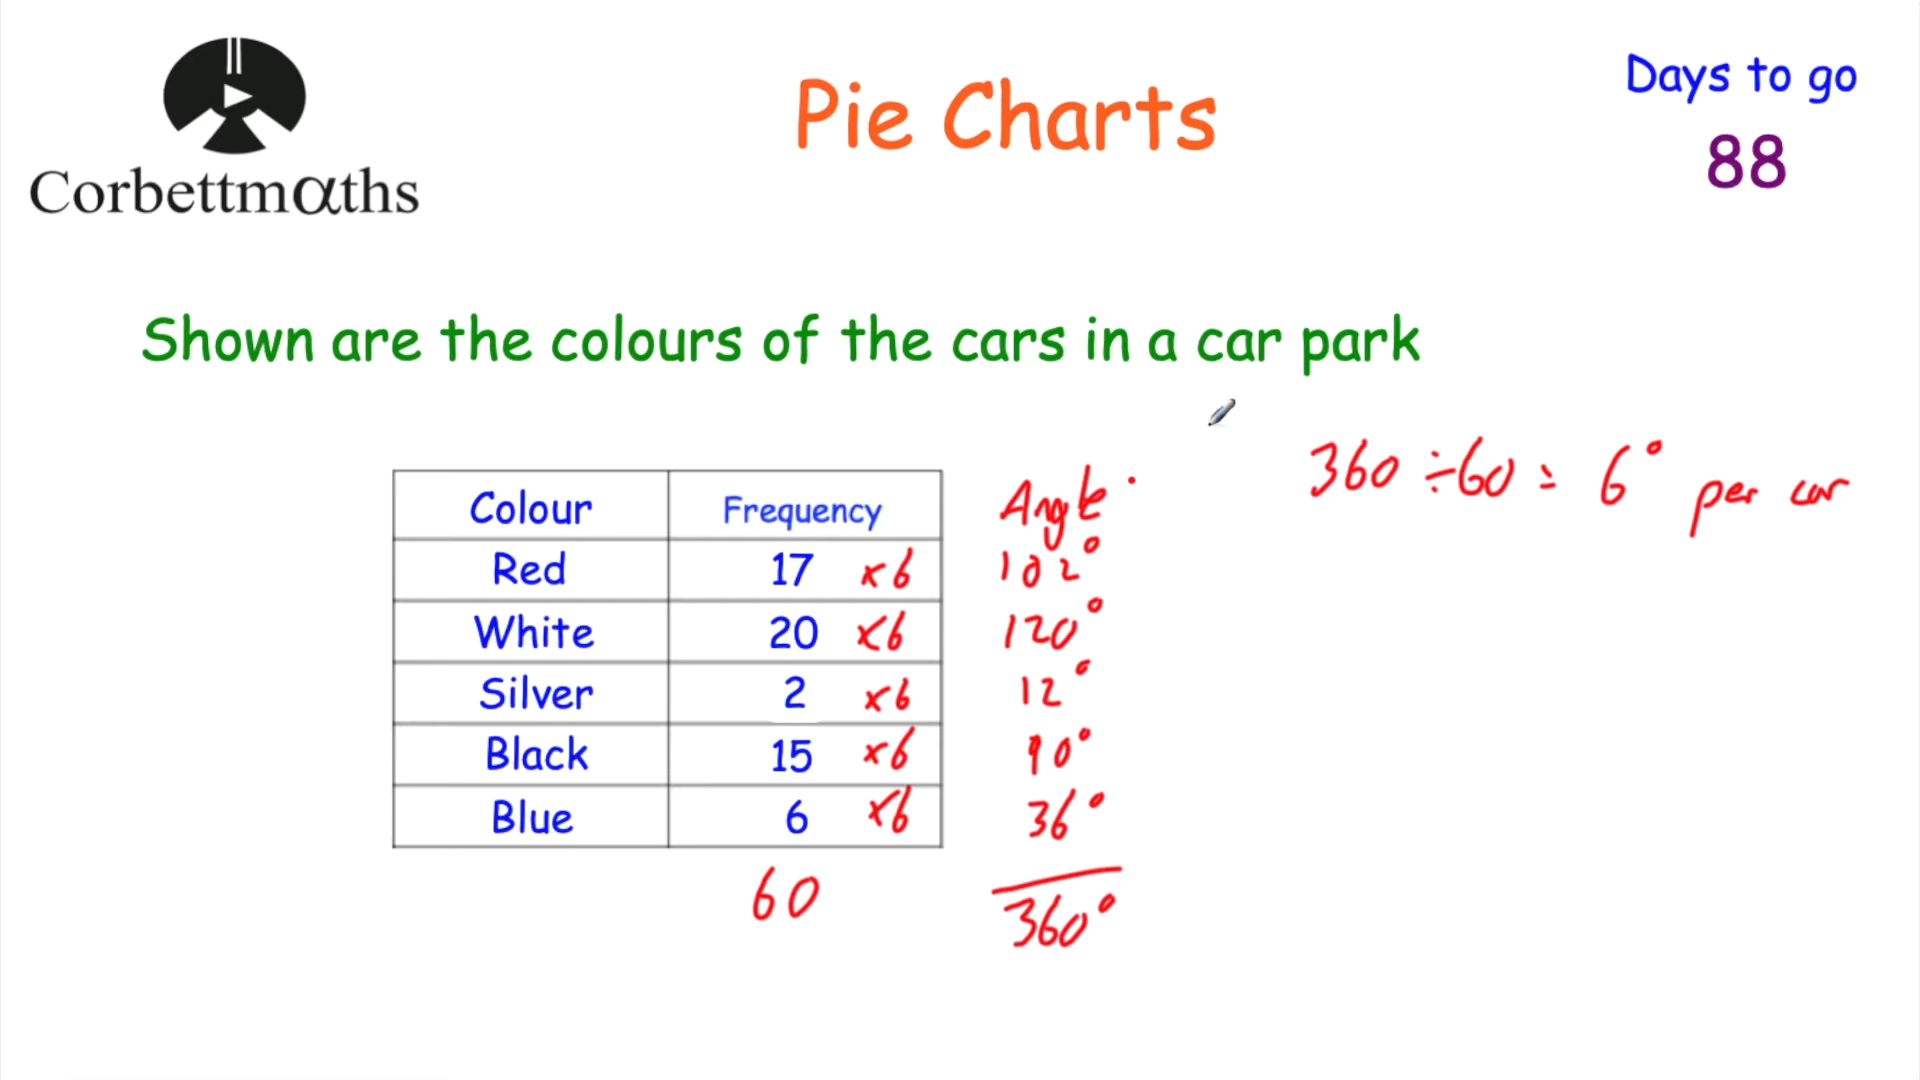 Corbettmαths
Pie Charts
Days to go
88
Shown are the colours of the cars in a car park
360 ÷ 60 = 6° per car
Colour Frequency Angle
Red 17 ×6 102°
White 20 ×6 120°
Silver 2 ×6 12°
Black 15 ×6 90°
Blue 6 ×6 36°
60 360°